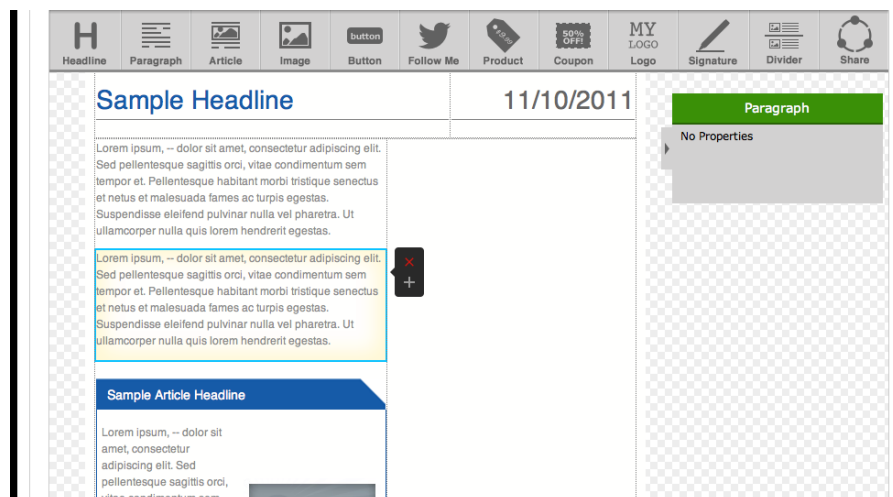 H
button
$9.99
50%
OFF!
MY
LOGO
Headline Paragraph Article Image Button Follow Me Product Coupon Logo Signature Divider Share
Sample Headline
11/10/2011
Paragraph
No Properties
Lorem ipsum, -- dolor sit amet, consectetur adipiscing elit.
Sed pellentesque sagittis orci, vitae condimentum sem
tempor et. Pellentesque habitant morbi tristique senectus
et netus et malesuada fames ac turpis egestas.
Suspendisse eleifend pulvinar nulla vel pharetra. Ut
ullamcorper nulla quis lorem hendrerit egestas.
Lorem ipsum, -- dolor sit amet, consectetur adipiscing elit.
Sed pellentesque sagittis orci, vitae condimentum sem
tempor et. Pellentesque habitant morbi tristique senectus
et netus et malesuada fames ac turpis egestas.
Suspendisse eleifend pulvinar nulla vel pharetra. Ut
ullamcorper nulla quis lorem hendrerit egestas.
Sample Article Headline
Lorem ipsum, -- dolor sit
amet, consectetur
adipiscing elit. Sed
pellentesque sagittis orci,
vitae condimentum sem